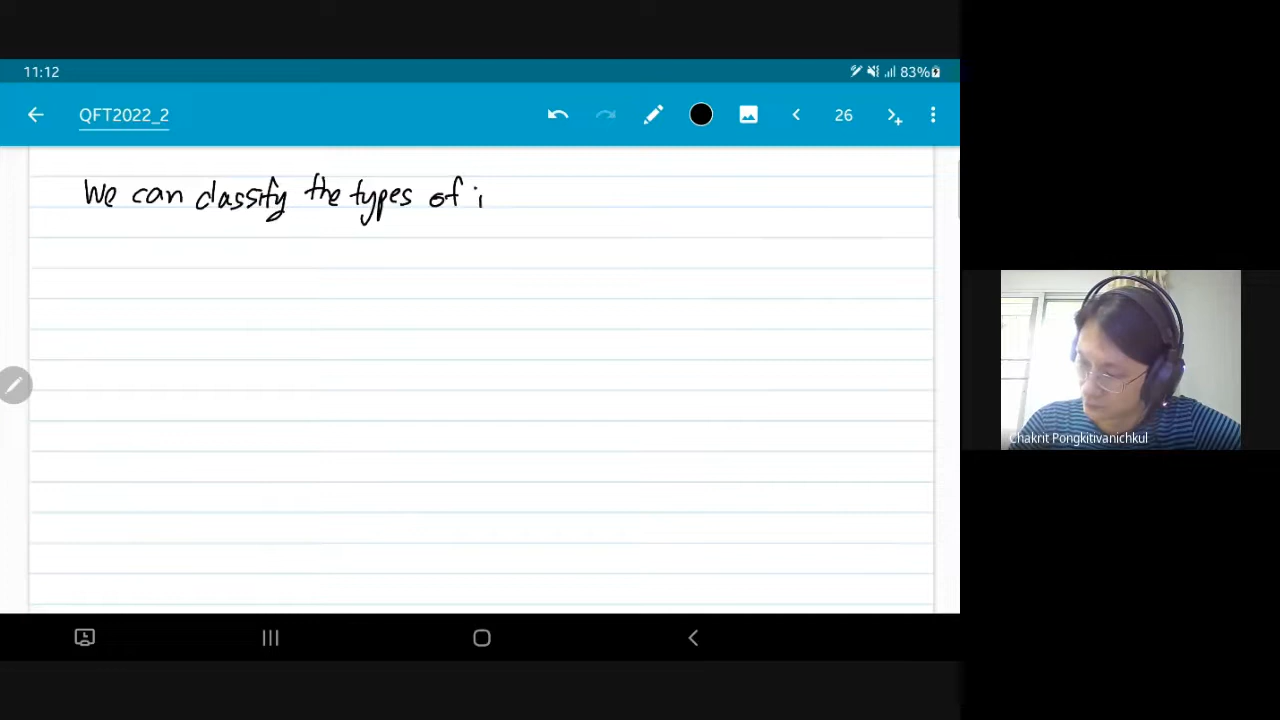 11:12
83%
QFT2022_2
26
We can classify the types of i
Chakrit Pongkitivanichkul